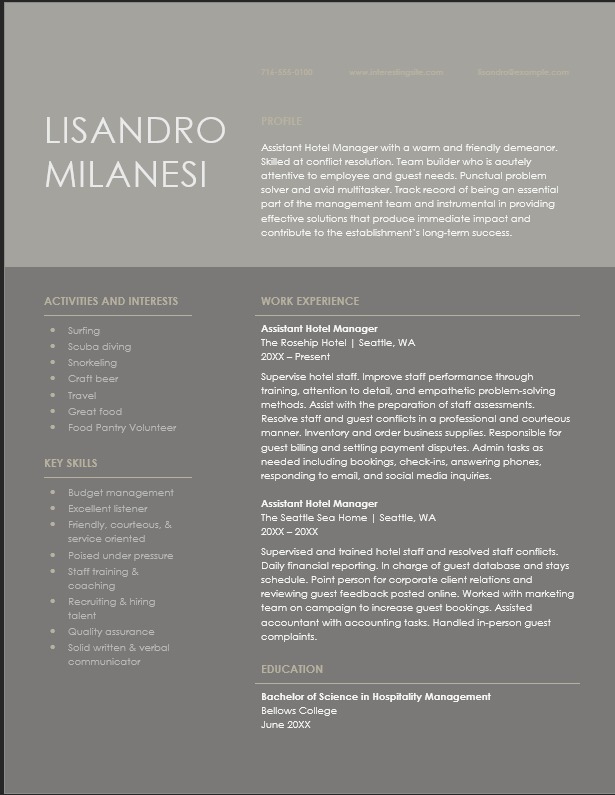 716-555-0100 www.interestingsite.com lisandro@example.com
LISANDRO
MILANESI
PROFILE
Assistant Hotel Manager with a warm and friendly demeanor.
Skilled at conflict resolution. Team builder who is acutely
attentive to employee and guest needs. Punctual problem
solver and avid multitasker. Track record of being an essential
part of the management team and instrumental in providing
effective solutions that produce immediate impact and
contribute to the establishment's long-term success.
ACTIVITIES AND INTERESTS
Surfing
Scuba diving
Snorkeling
Craft beer
Travel
Great food
Food Pantry Volunteer
KEY SKILLS
Budget management
Excellent listener
Friendly, courteous, &
service oriented
Poised under pressure
Staff training &
coaching
Recruiting & hiring
talent
Quality assurance
Solid written & verbal
communicator
WORK EXPERIENCE
Assistant Hotel Manager
The Rosehip Hotel | Seattle, WA
20XX – Present
Supervise hotel staff. Improve staff performance through
training, attention to detail, and empathetic problem-solving
methods. Assist with the preparation of staff assessments.
Resolve staff and guest conflicts in a professional and courteous
manner. Inventory and order business supplies. Responsible for
guest billing and settling payment disputes. Admin tasks as
needed including bookings, check-ins, answering phones,
responding to email, and social media inquiries.
Assistant Hotel Manager
The Seattle Sea Home | Seattle, WA
20XX – 20XX
Supervised and trained hotel staff and resolved staff conflicts.
Daily financial reporting. In charge of guest database and stays
schedule. Point person for corporate client relations and
reviewing guest feedback posted online. Worked with marketing
team on campaign to increase guest bookings. Assisted
accountant with accounting tasks. Handled in-person guest
complaints.
EDUCATION
Bachelor of Science in Hospitality Management
Bellows College
June 20XX